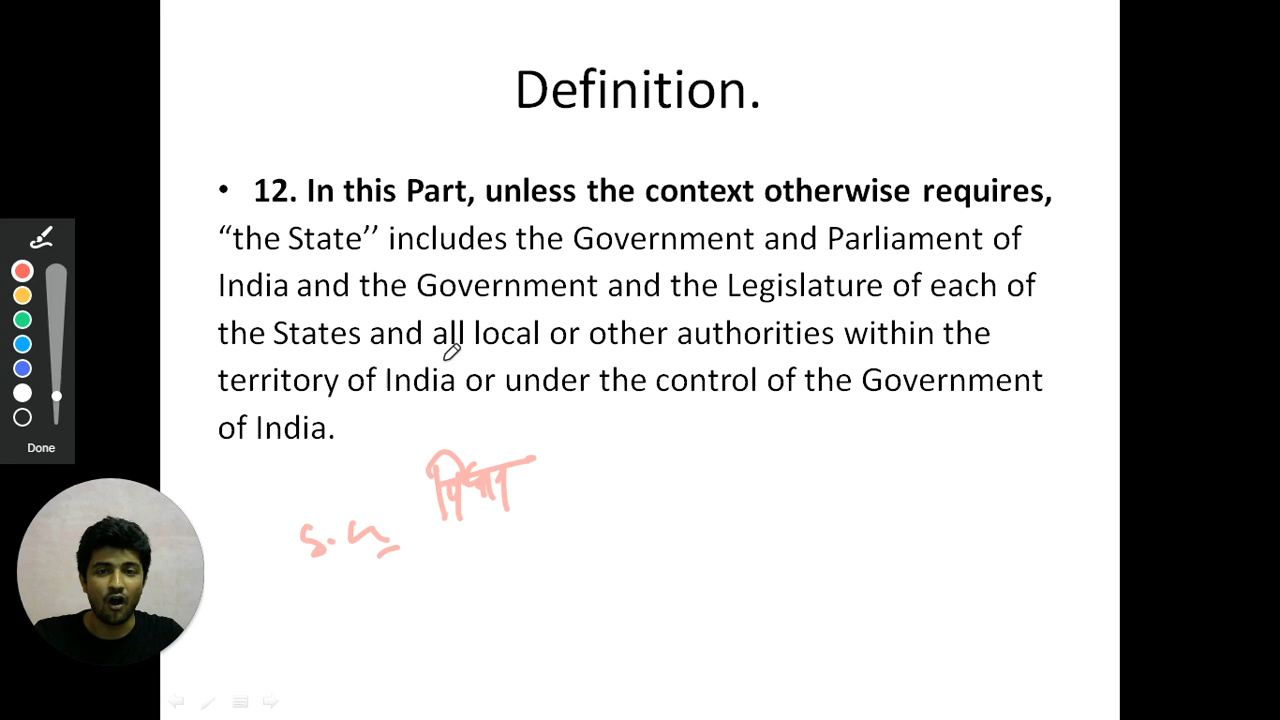 Definition.
• 12. In this Part, unless the context otherwise requires,
“the State’’ includes the Government and Parliament of
India and the Government and the Legislature of each of
the States and all local or other authorities within the
territory of India or under the control of the Government
of India.
Done